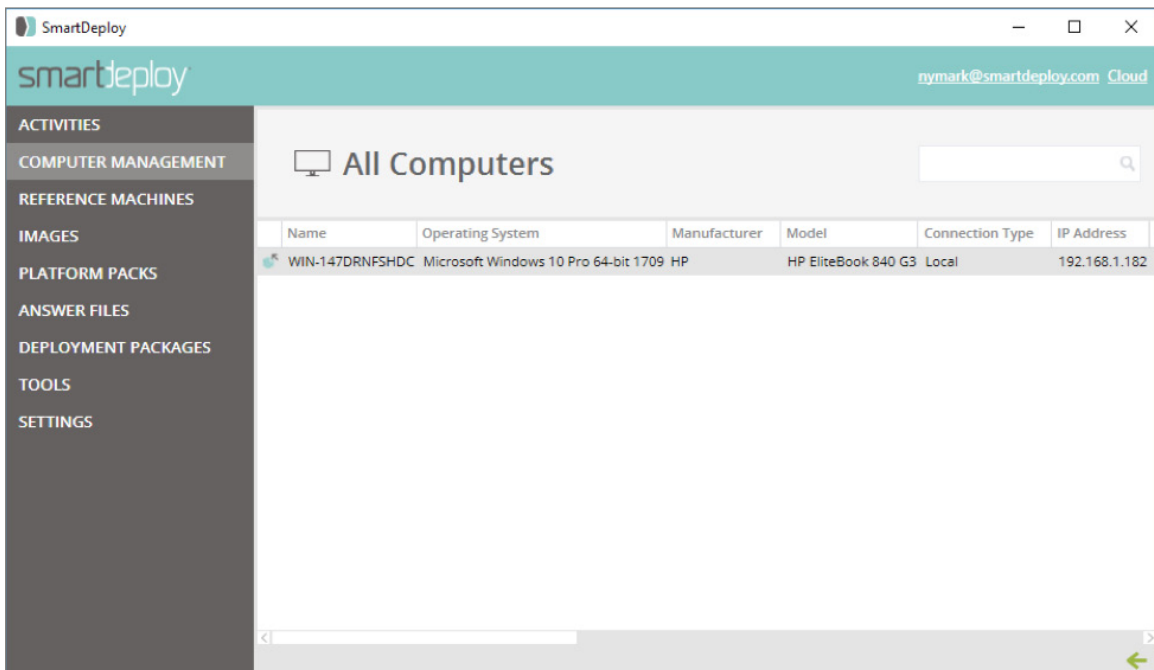 SmartDeploy
smartdeploy
nymark@smartdeploy.com Cloud
ACTIVITIES
COMPUTER MANAGEMENT
REFERENCE MACHINES
IMAGES
PLATFORM PACKS
ANSWER FILES
DEPLOYMENT PACKAGES
TOOLS
SETTINGS
All Computers
Name Operating System Manufacturer Model Connection Type IP Address
WIN-147DRNFSHDC Microsoft Windows 10 Pro 64-bit 1709 HP HP EliteBook 840 G3 Local 192.168.1.182